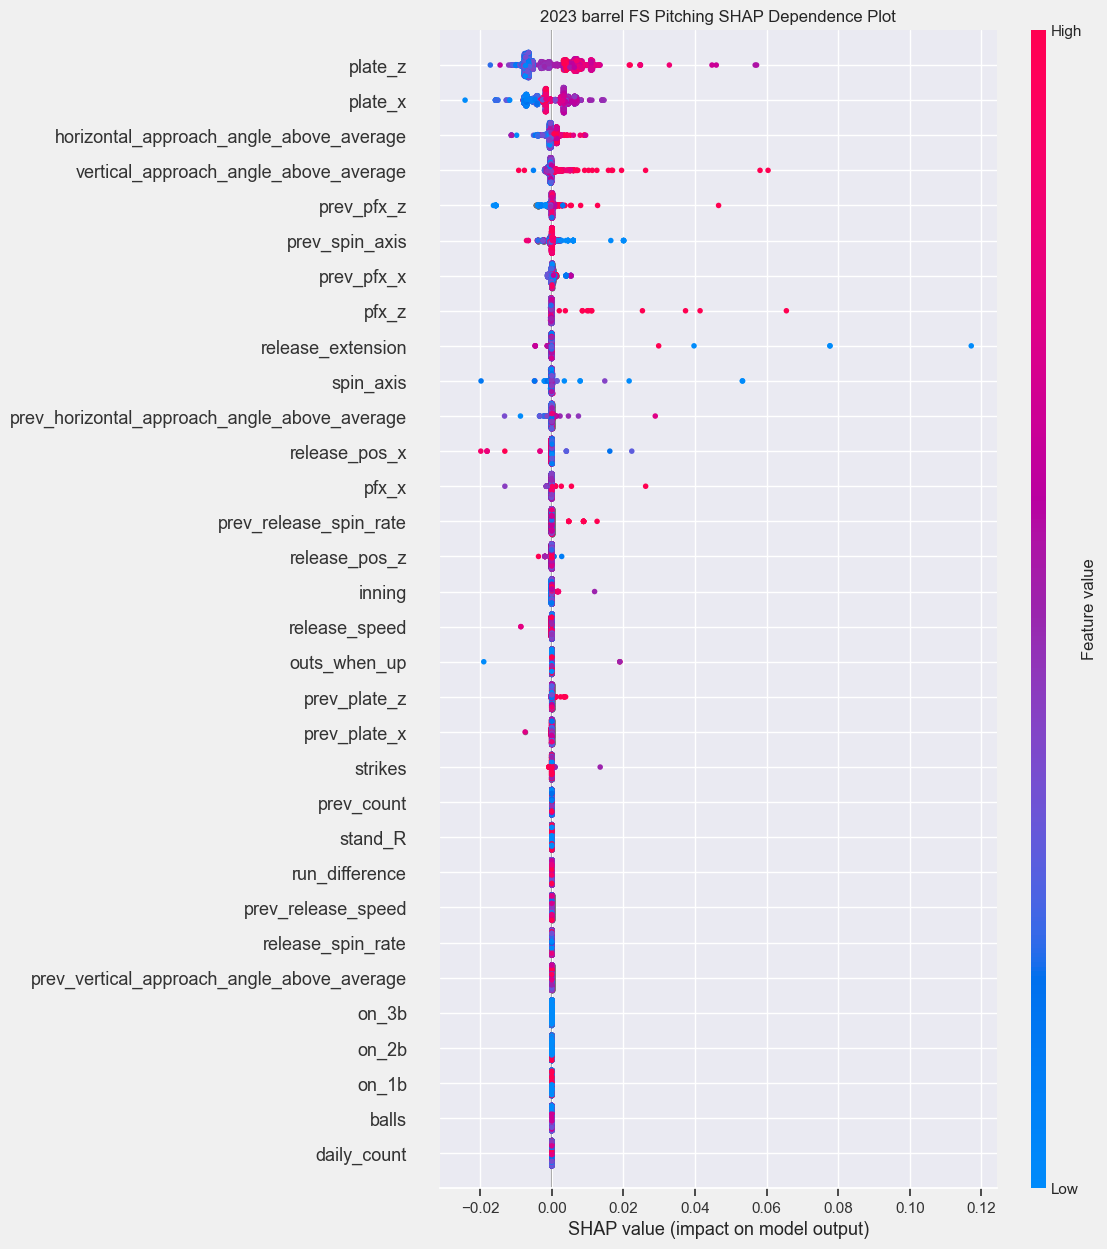 2023 barrel FS Pitching SHAP Dependence Plot
High
plate_z
plate_x
horizontal_approach_angle_above_average
vertical_approach_angle_above_average
prev_pfx_z
prev_spin_axis
prev_pfx_x
pfx_z
release_extension
spin_axis
prev_horizontal_approach_angle_above_average
release_pos_x
pfx_x
prev_release_spin_rate
release_pos_z
inning
release_speed
outs_when_up
prev_plate_z
prev_plate_x
strikes
prev_count
stand_R
run_difference
prev_release_speed
release_spin_rate
prev_vertical_approach_angle_above_average
on_3b
on_2b
on_1b
balls
daily_count
Feature value
Low
−0.02 0.00 0.02 0.04 0.06 0.08 0.10 0.12
SHAP value (impact on model output)